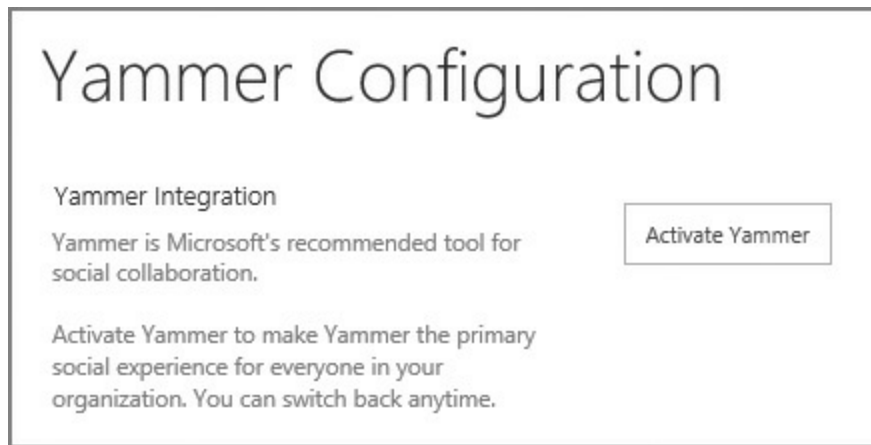 Yammer Configuration
Yammer Integration
Yammer is Microsoft's recommended tool for
social collaboration.
Activate Yammer
Activate Yammer to make Yammer the primary
social experience for everyone in your
organization. You can switch back anytime.